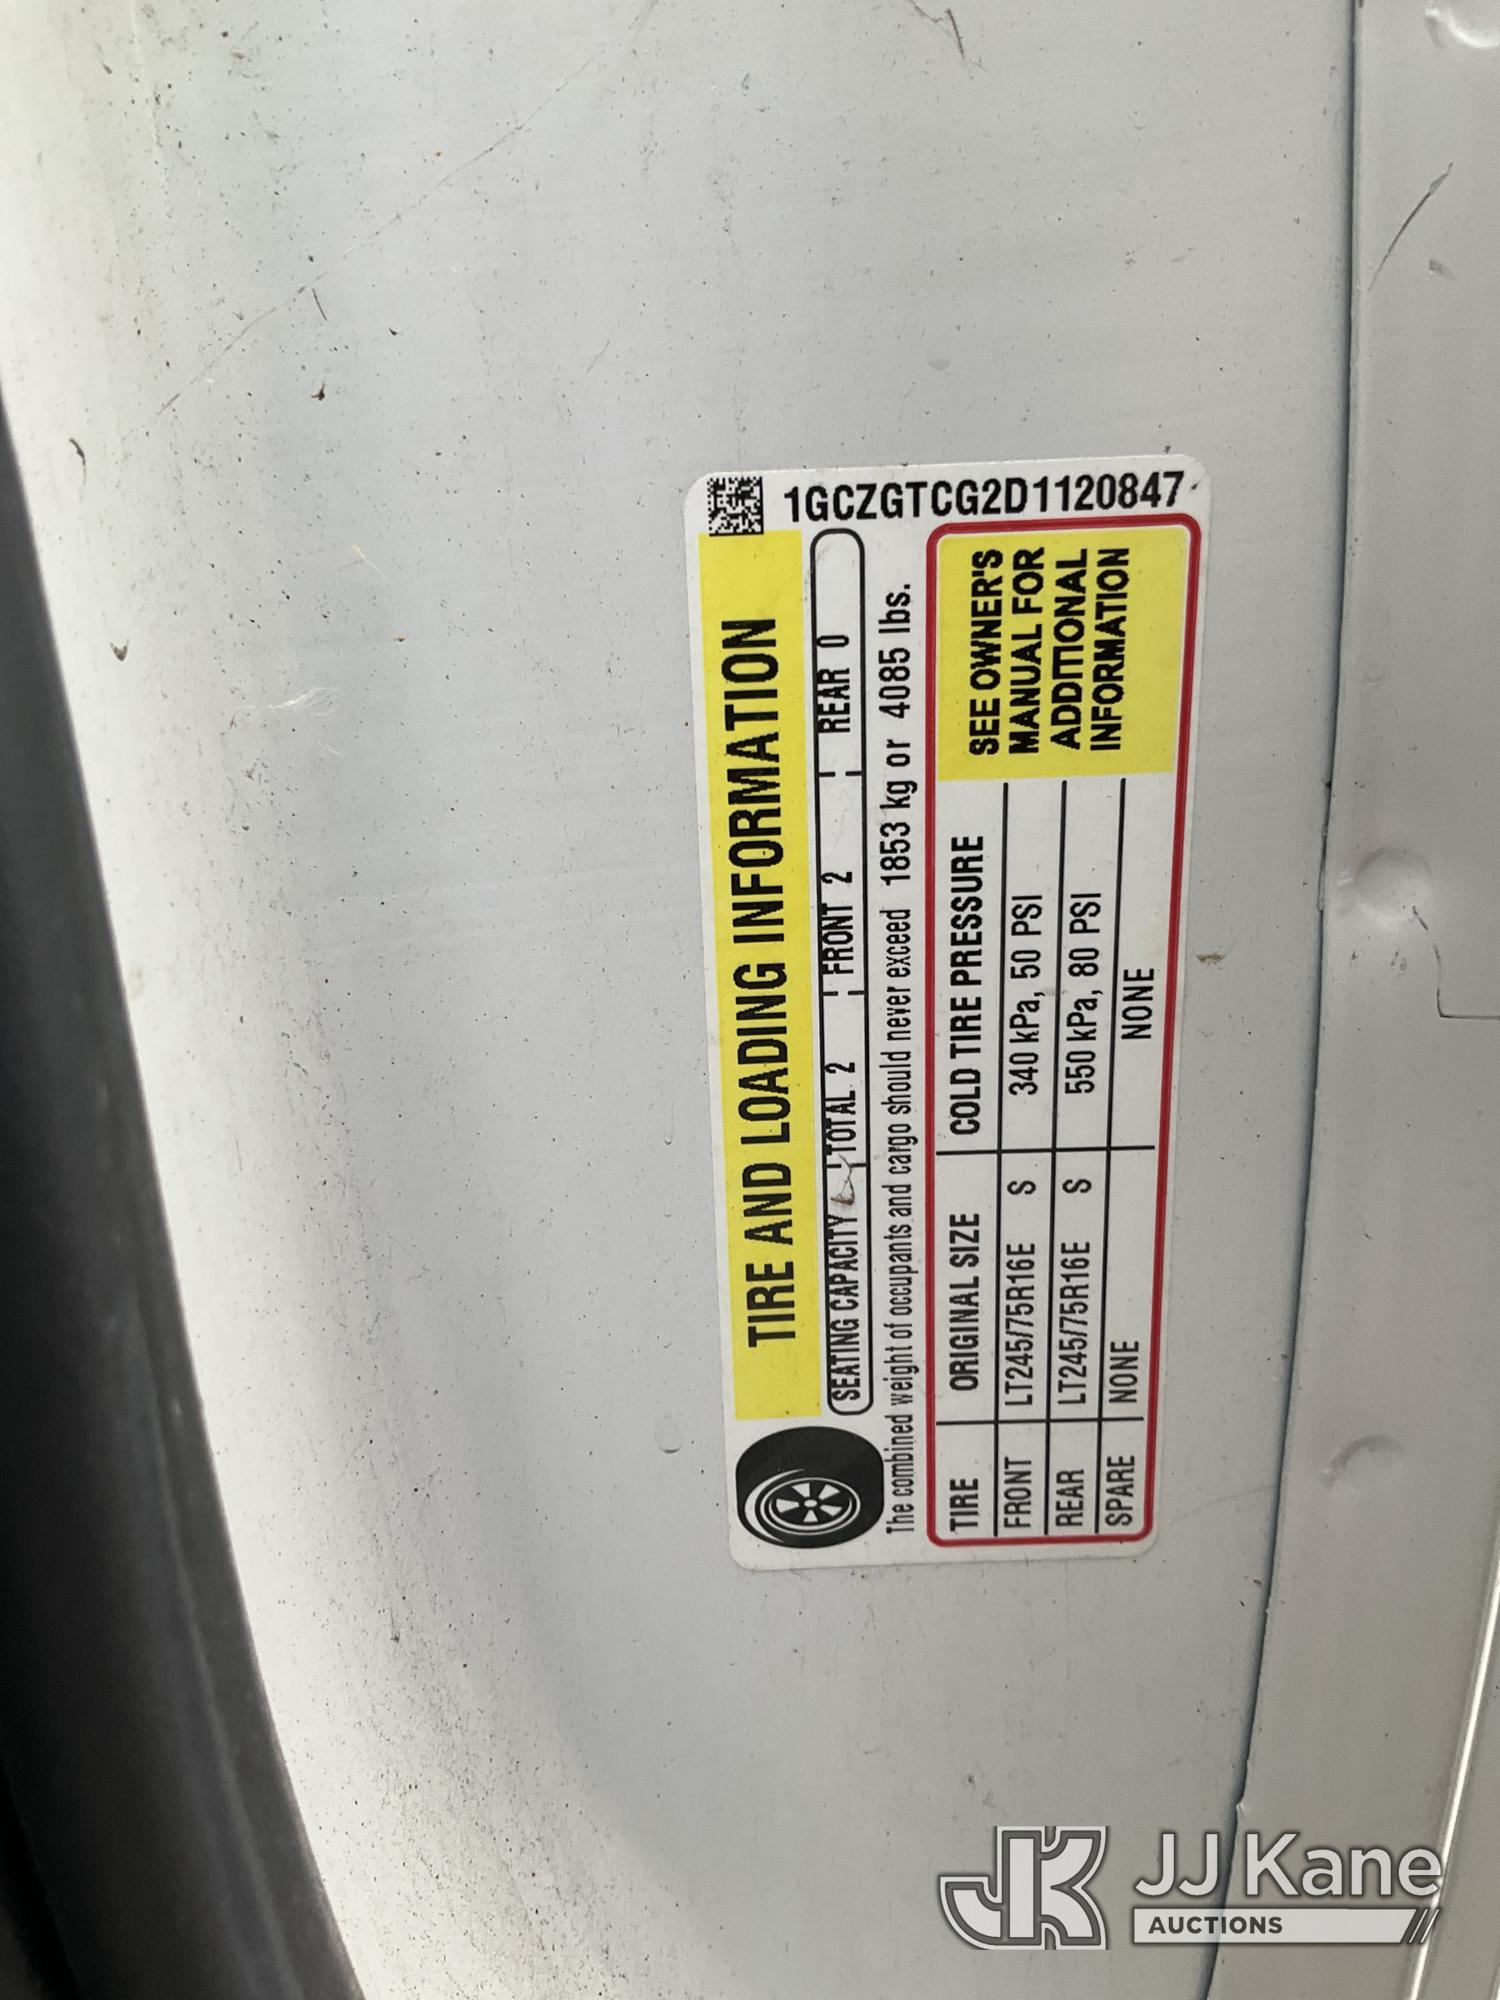 1GCZGTCG2D1120847
TIRE AND LOADING INFORMATION
SEATING CAPACITY TOTAL 2 FRONT 2 REAR 0
The combined weight of occupants and cargo should never exceed 1853 kg or 4085 lbs.
TIRE ORIGINAL SIZE COLD TIRE PRESSURE
FRONT LT245/75R16E S 340 kPa, 50 PSI
REAR LT245/75R16E S 550 kPa, 80 PSI
SPARE NONE NONE
SEE OWNER'S
MANUAL FOR
ADDITIONAL
INFORMATION
JK JJ Kane
AUCTIONS